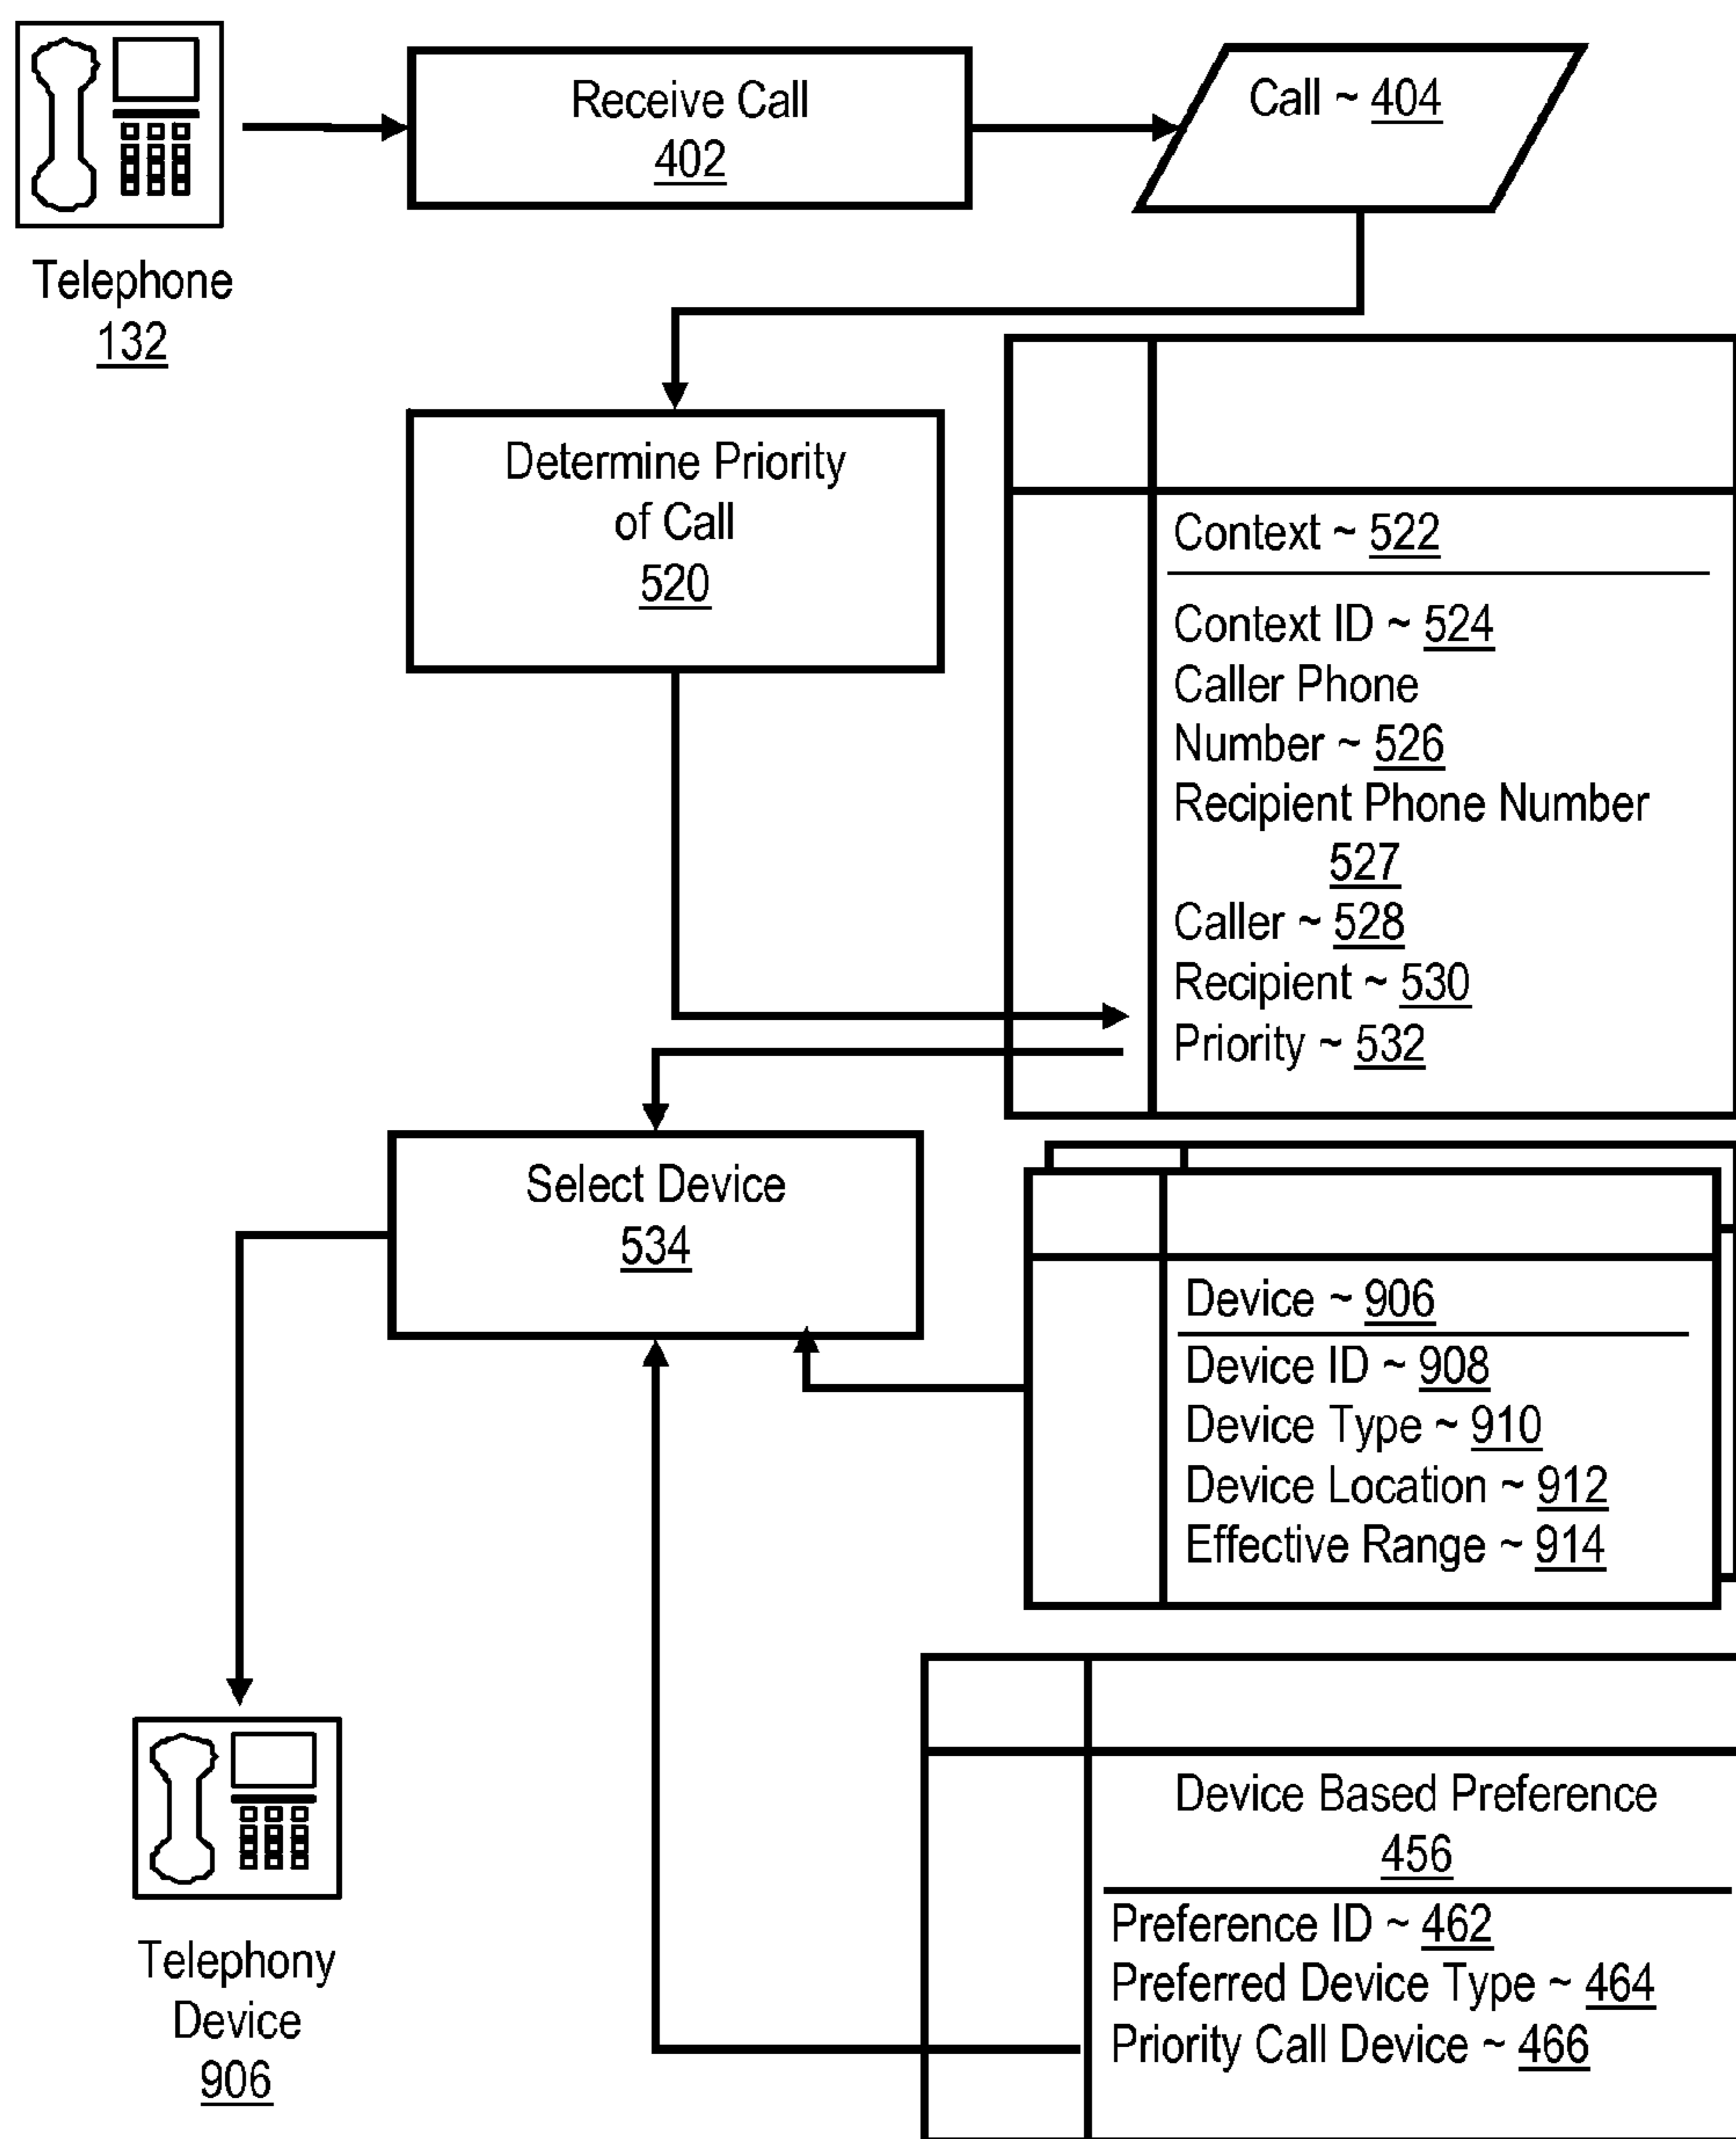 Receive Call
402
Call ~ 404
Telephone
132
Determine Priority
of Call
520
Context ~ 522
Context ID ~ 524
Caller Phone
Number ~ 526
Recipient Phone Number
527
Caller ~ 528
Recipient ~ 530
Priority ~ 532
Select Device
534
Device ~ 906
Device ID ~ 908
Device Type ~ 910
Device Location ~ 912
Effective Range ~ 914
Telephony
Device
906
Device Based Preference
456
Preference ID ~ 462
Preferred Device Type ~ 464
Priority Call Device ~ 466